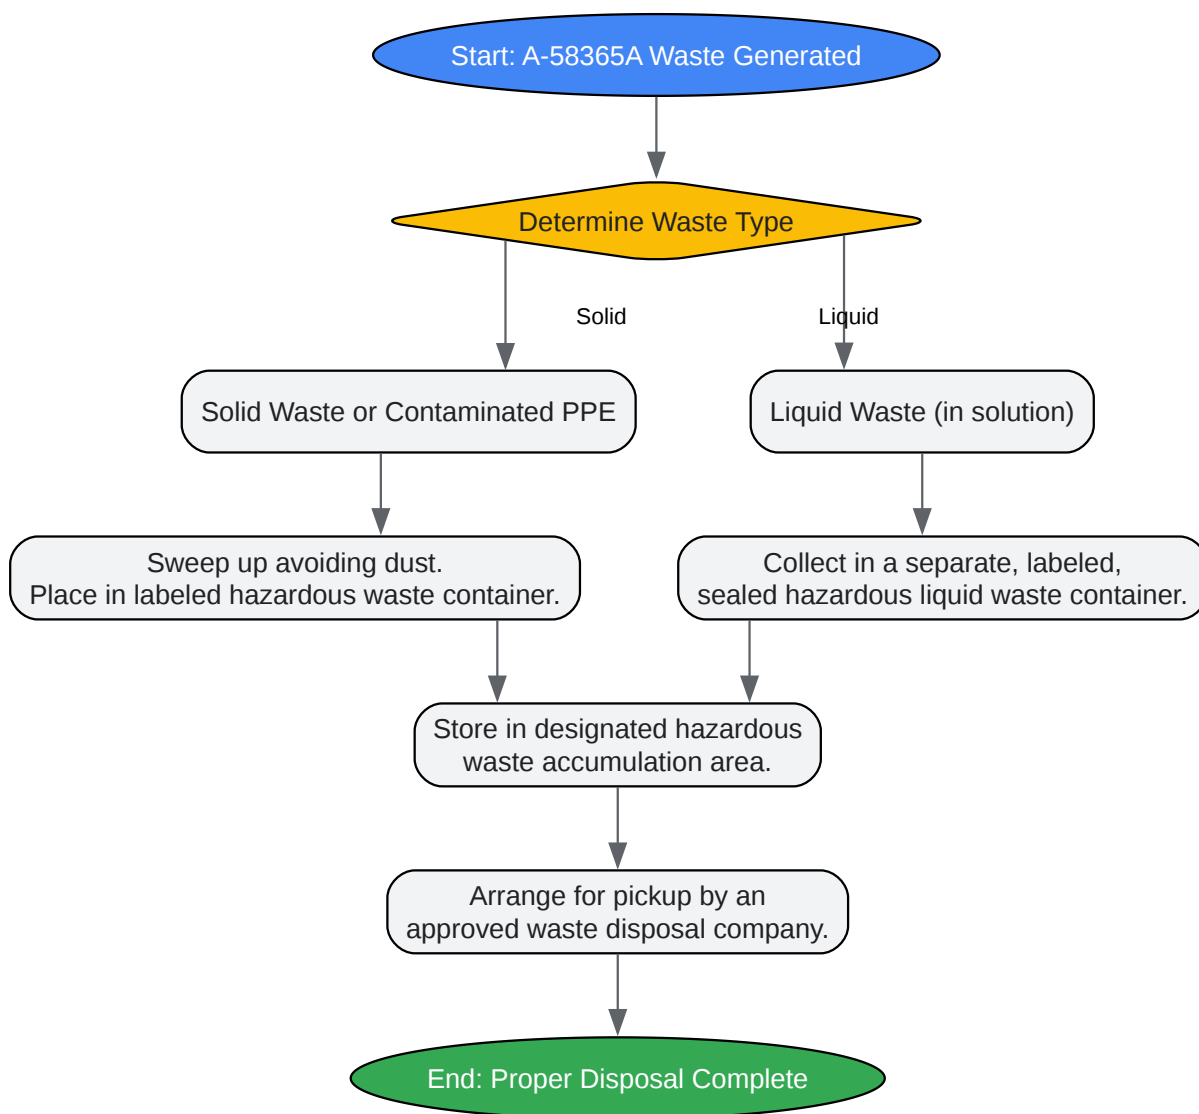 Start: A-58365A Waste Generated
Determine Waste Type
Solid
Liquid
Solid Waste or Contaminated PPE
Liquid Waste (in solution)
Sweep up avoiding dust.
Place in labeled hazardous waste container.
Collect in a separate, labeled,
sealed hazardous liquid waste container.
Store in designated hazardous
waste accumulation area.
Arrange for pickup by an
approved waste disposal company.
End: Proper Disposal Complete